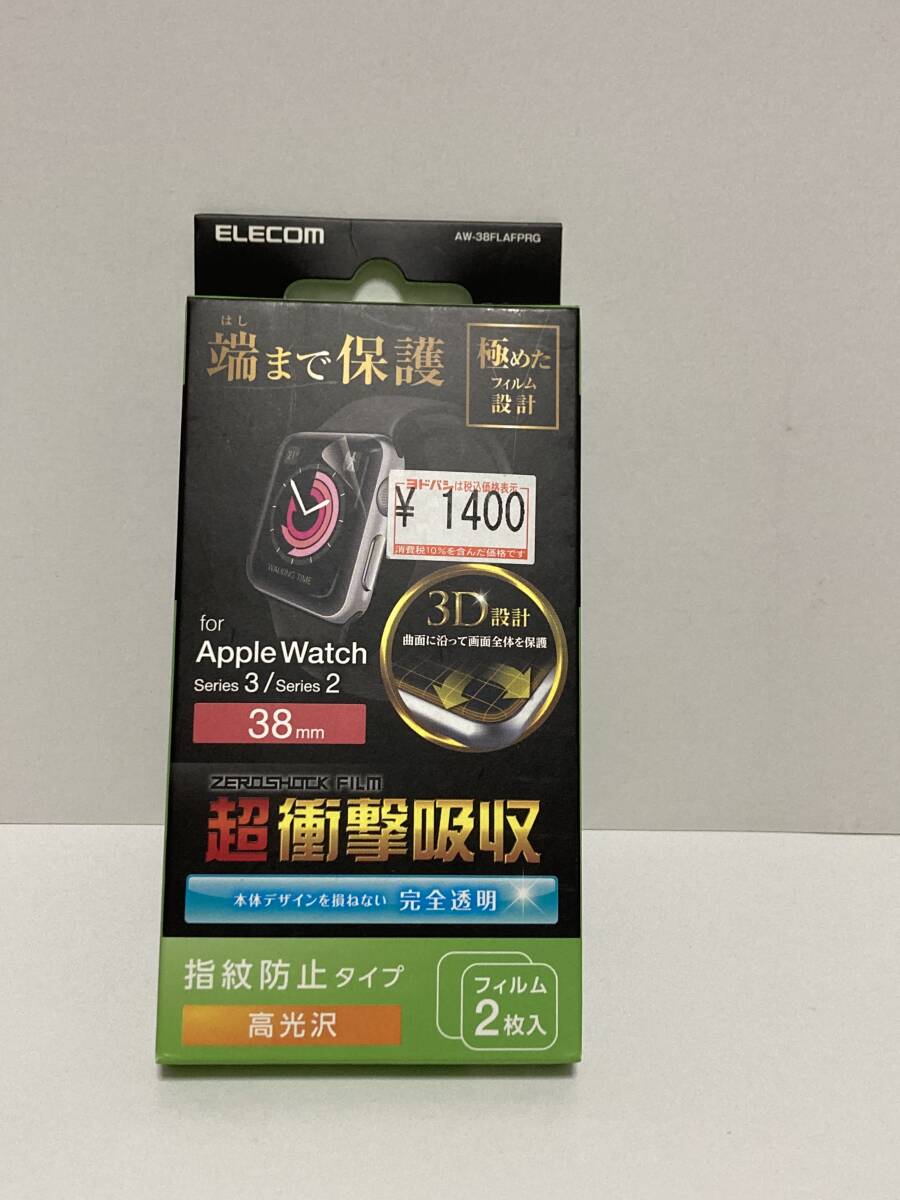 ELECOM
AW-38FLAFPRG
はし
端まで保護
極めた
フィルム
設計
ヨドバシは税込価格表示
¥ 1400
消費税10%を含んだ価格です
WALKING TIME
3D設計
曲面に沿って画面全体を保護
for
Apple Watch
Series 3/Series 2
38mm
ZEROSHOCK FILM
超衝撃吸収
本体デザインを損ねない 完全透明
指紋防止タイプ
高光沢
フィルム
2枚入